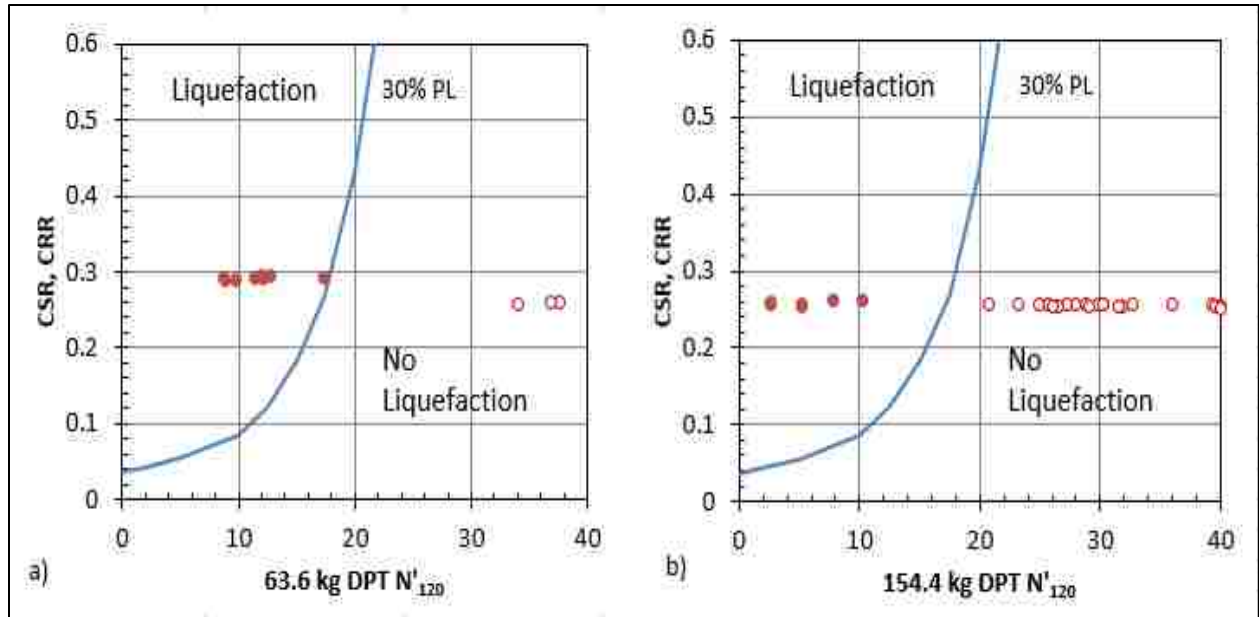 0.6
Liquefaction
30% PL
0.5
0.4
0.3
0.2
0.1
0
CSR, CRR
No
Liquefaction
0
10
20
30
40
a)
63.6 kg DPT N'120
0.6
Liquefaction
30% PL
0.5
0.4
0.3
0.2
0.1
0
CSR, CRR
No
Liquefaction
0
10
20
30
40
b)
154.4 kg DPT N'120